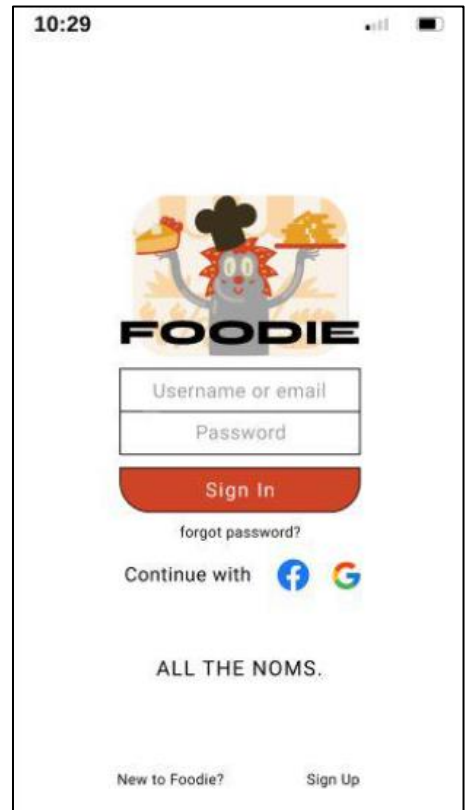 10:29
FOODIE
Username or email
Password
Sign In
forgot password?
Continue with
ALL THE NOMS.
New to Foodie? Sign Up